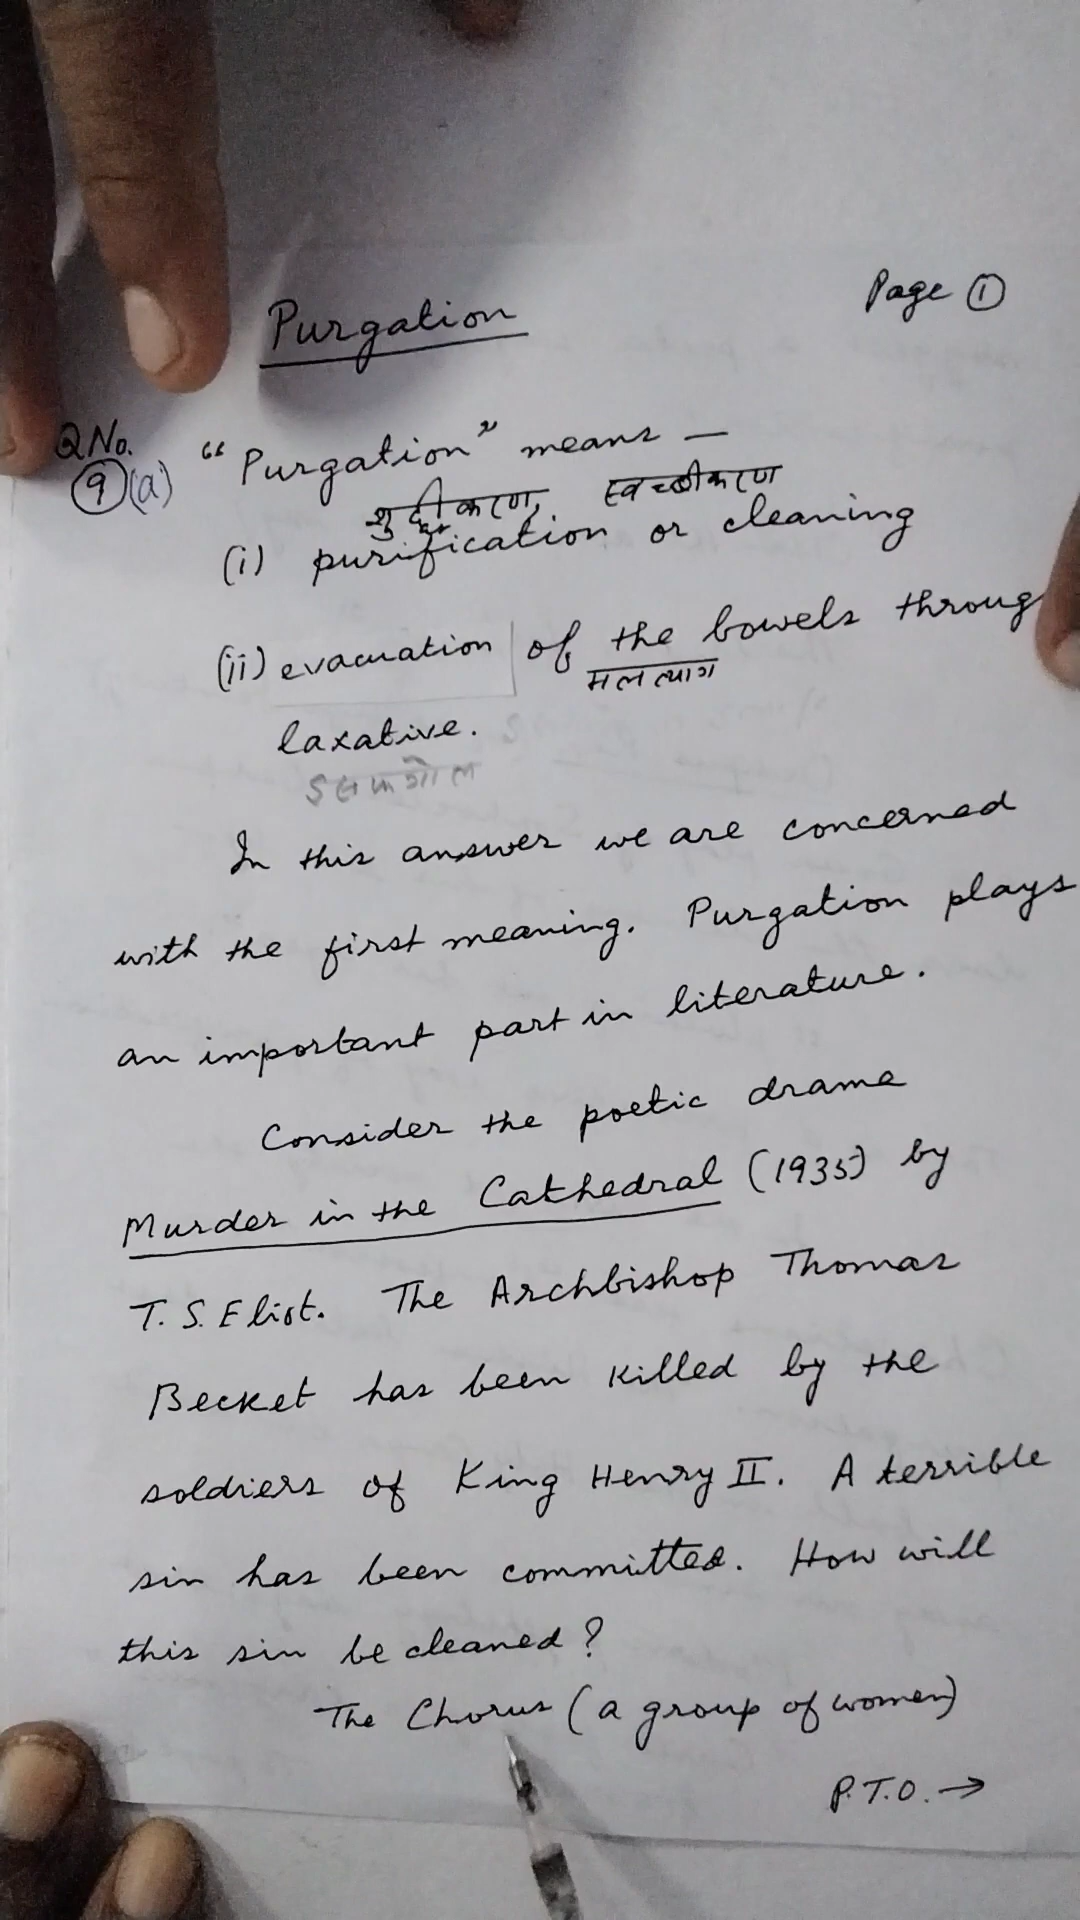 Page ①
Purgation
Q No.
⑨(a) "Purgation" means —
शुद्धीकरण, स्वच्छीकरण
(i) purification or cleaning
(ii) evacuation of the bowels throug
मलत्याग
laxative.
इसबगोल
In this answer we are concerned
with the first meaning. Purgation plays
an important part in literature.
Consider the poetic drama
Murder in the Cathedral (1935) by
T. S. Eliot. The Archbishop Thomas
Becket has been killed by the
soldiers of King Henry II. A terrible
sin has been committed. How will
this sin be cleaned?
The Chorus (a group of women)
P.T.O. →